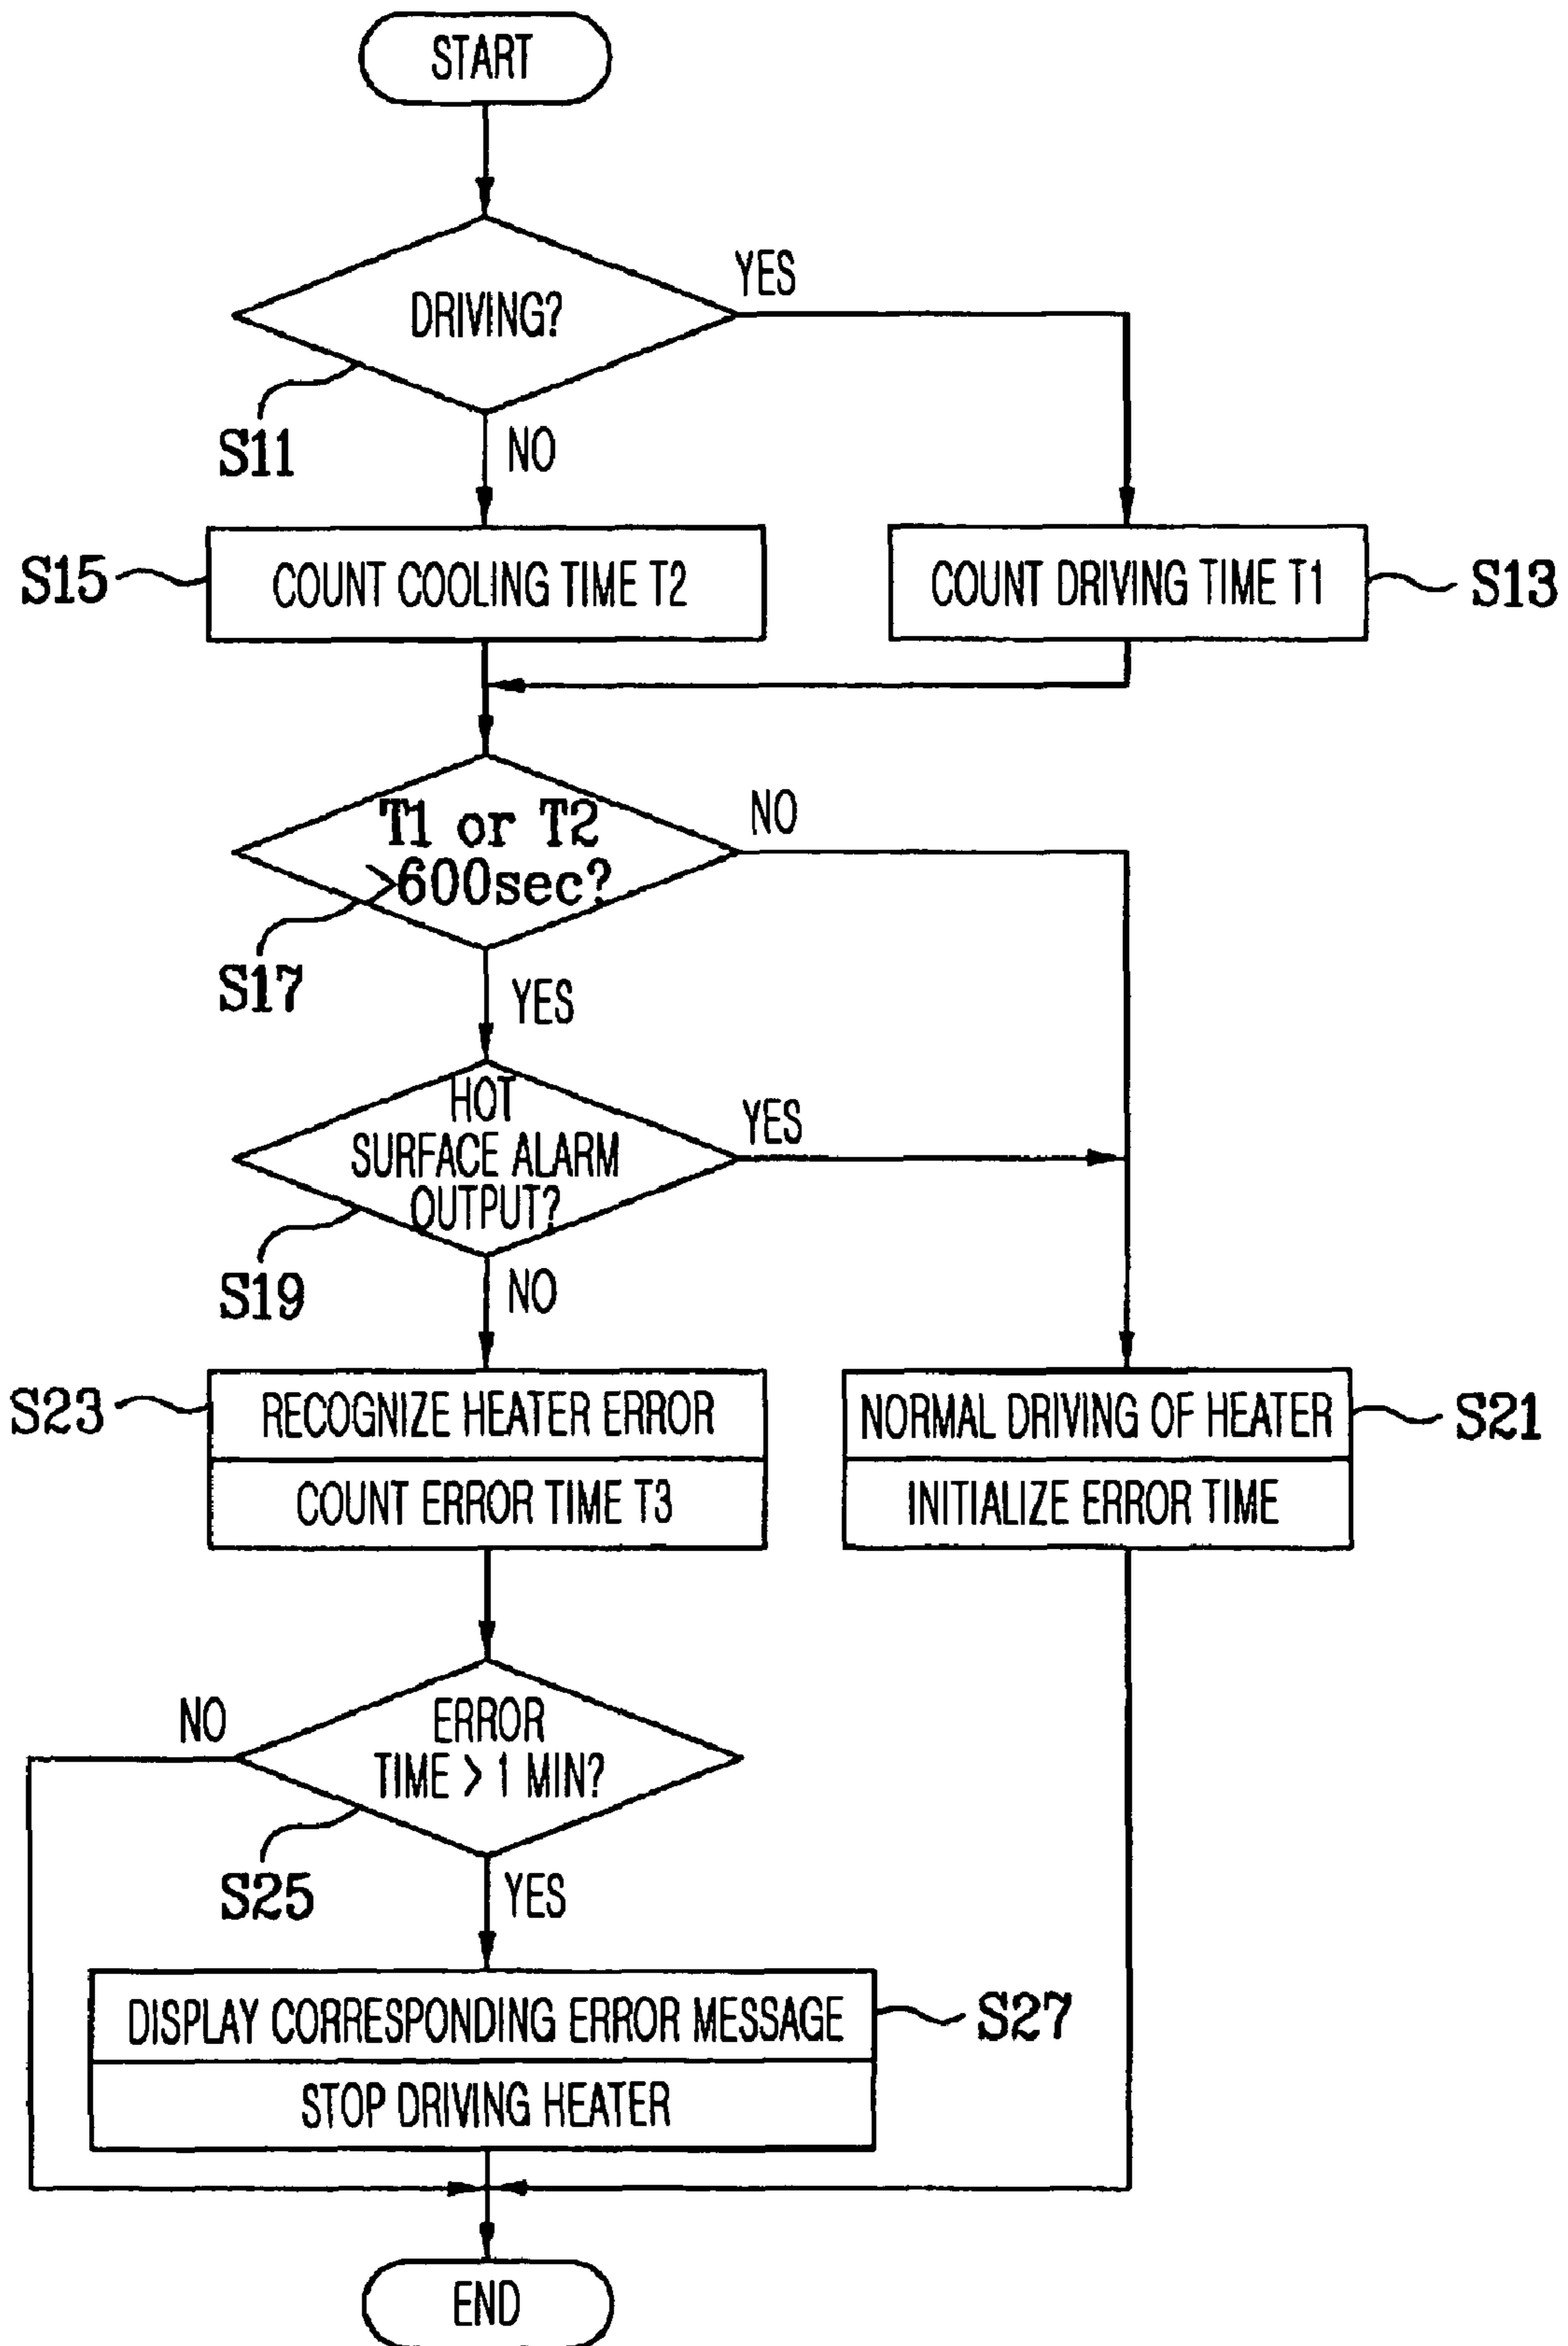 START
DRIVING?
YES
S11
NO
S15
COUNT COOLING TIME T2
COUNT DRIVING TIME T1
S13
T1 or T2
>600sec?
NO
S17
YES
HOT
SURFACE ALARM
OUTPUT?
YES
S19
NO
S23
RECOGNIZE HEATER ERROR
COUNT ERROR TIME T3
NORMAL DRIVING OF HEATER
INITIALIZE ERROR TIME
S21
NO
ERROR
TIME > 1 MIN?
S25
YES
DISPLAY CORRESPONDING ERROR MESSAGE
STOP DRIVING HEATER
S27
END